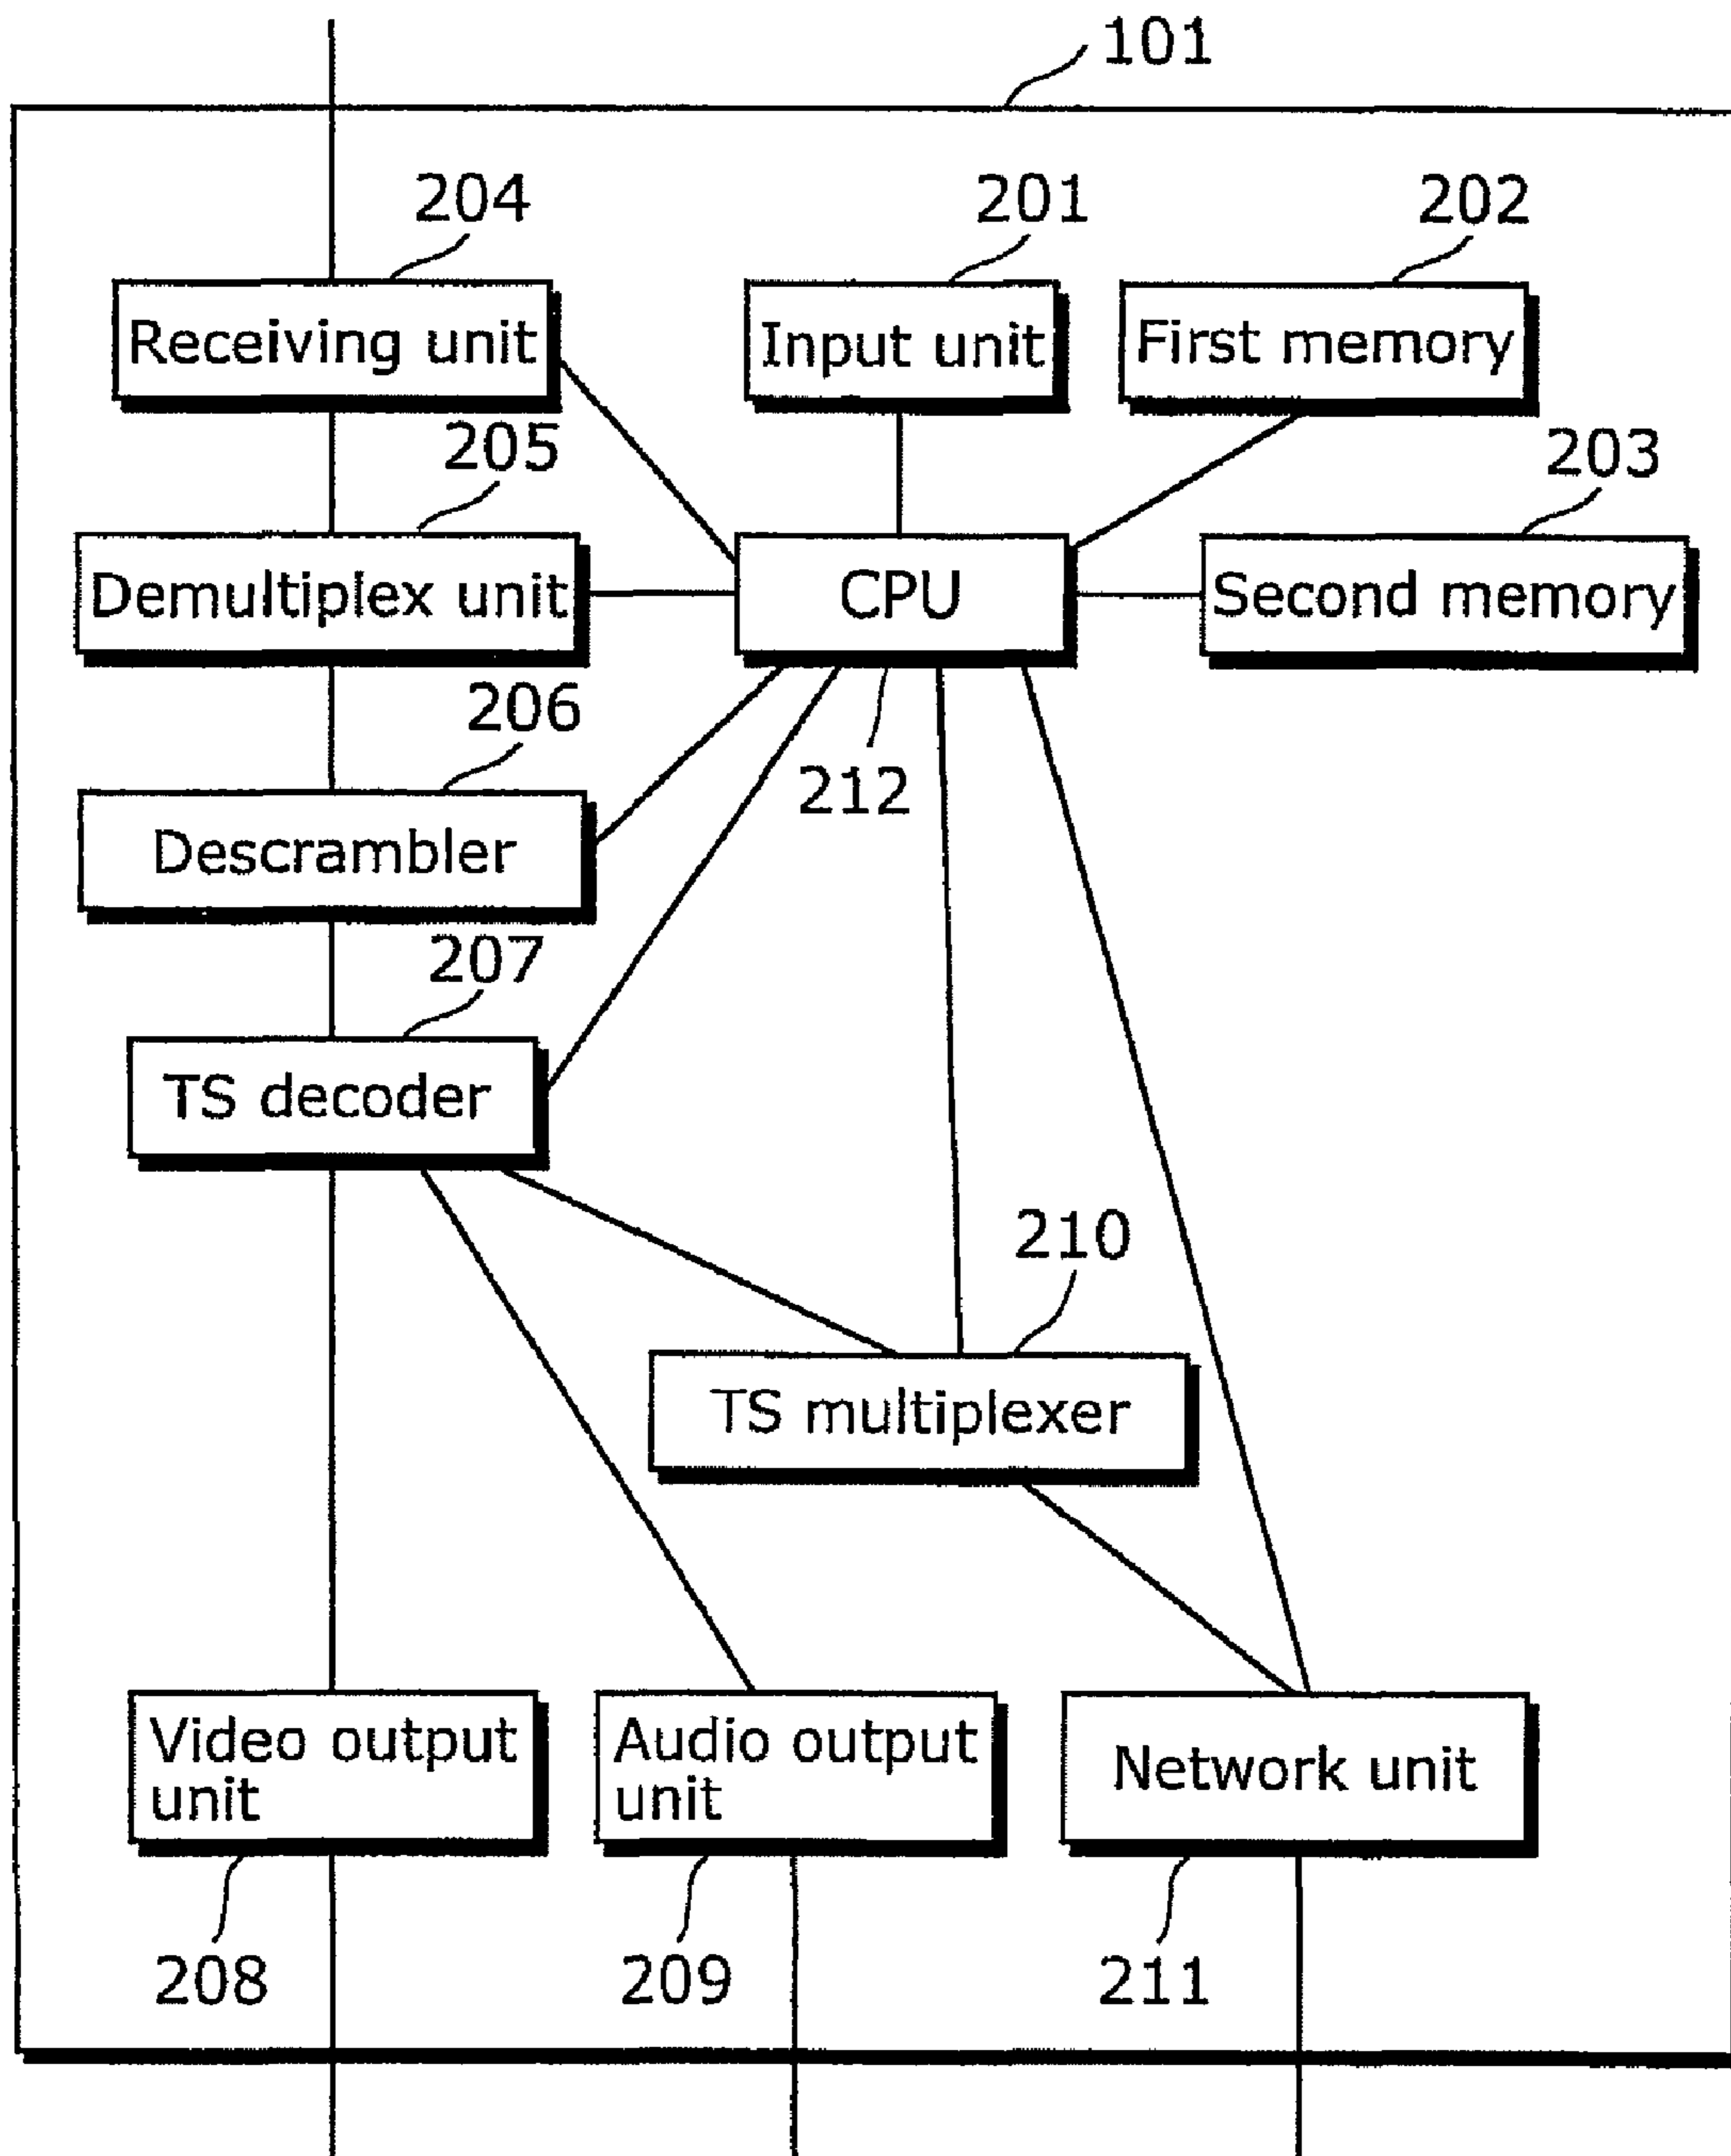 101
204
201
202
Receiving unit
Input unit
First memory
205
203
Demultiplex unit
CPU
Second memory
206
212
Descrambler
207
TS decoder
210
TS multiplexer
Video output
unit
Audio output
unit
Network unit
208
209
211